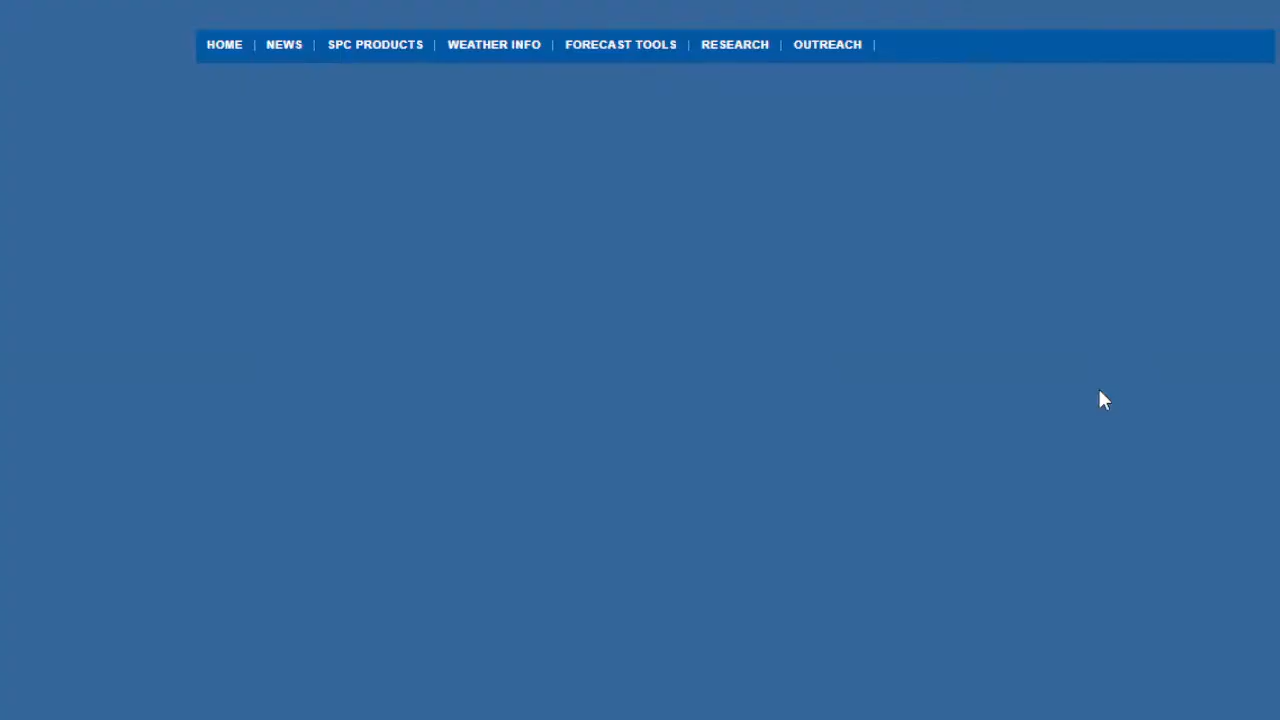 HOME | NEWS | SPC PRODUCTS | WEATHER INFO | FORECAST TOOLS | RESEARCH | OUTREACH |